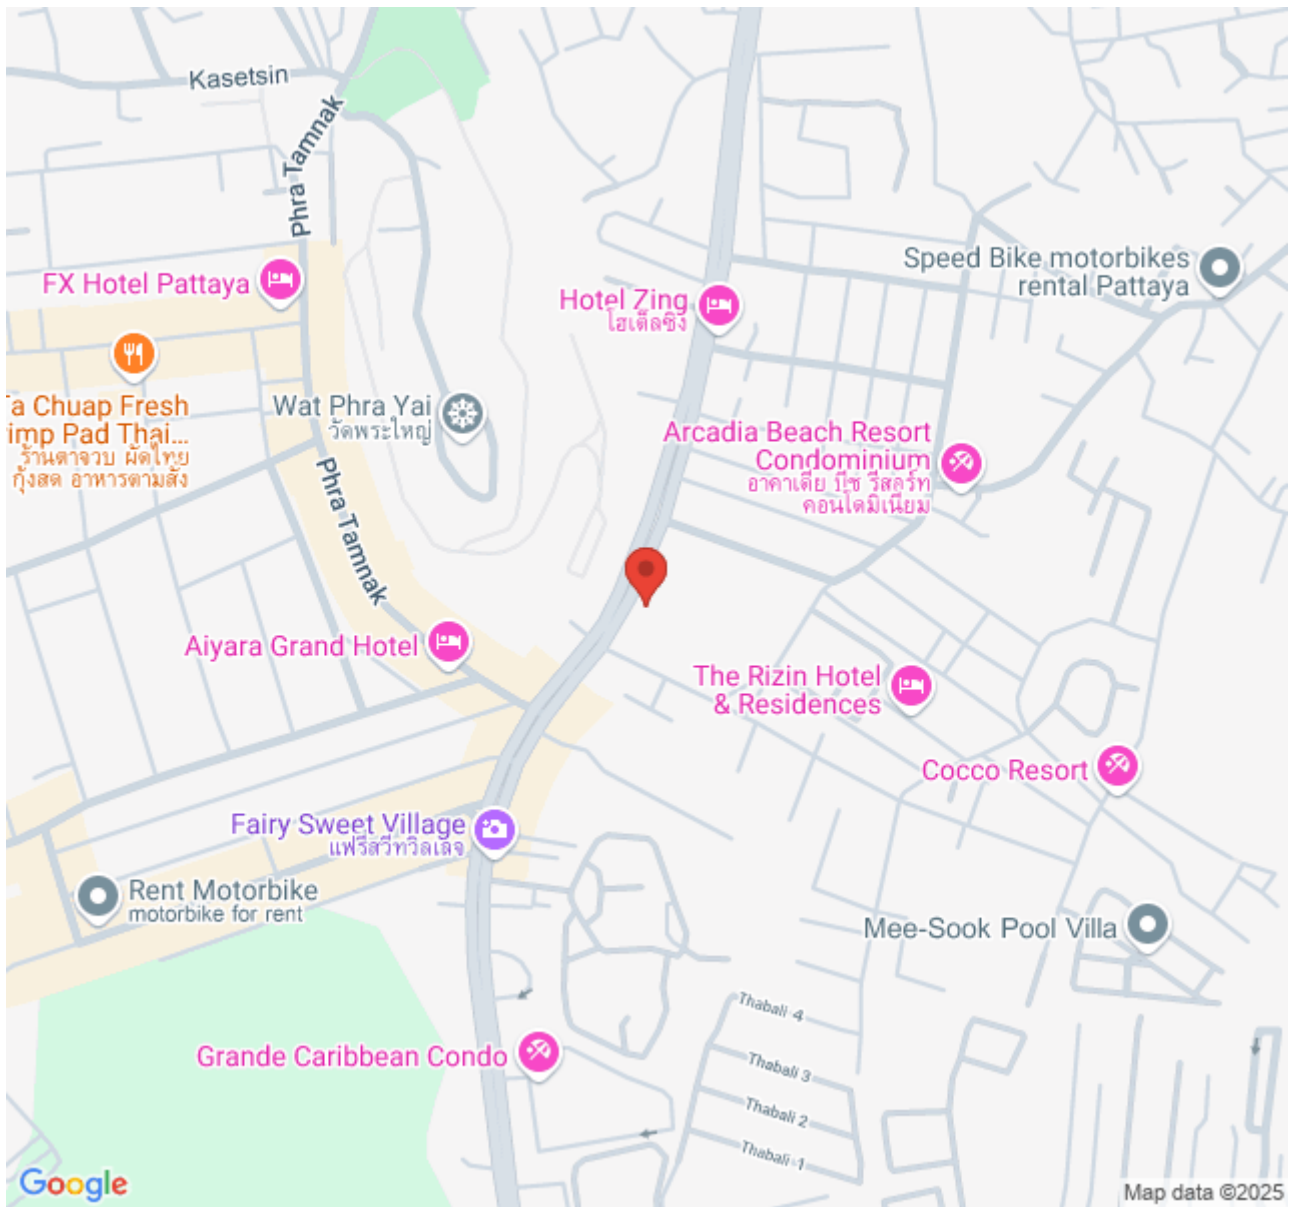 Kasetsin
Phra Tamnak
FX Hotel Pattaya
Speed Bike motorbikes
rental Pattaya
Hotel Zing
โฮเต็ลซิง
Ta Chuap Fresh
imp Pad Thai...
ร้านตาจวบ ผัดไทย
กุ้งสด อาหารตามสั่ง
Wat Phra Yai
วัดพระใหญ่
Arcadia Beach Resort
Condominium
อาคาเดีย บีช รีสอร์ท
คอนโดมิเนียม
Phra Tamnak
Aiyara Grand Hotel
The Rizin Hotel
& Residences
Cocco Resort
Fairy Sweet Village
แฟรี่สวีทวิลเลจ
Rent Motorbike
motorbike for rent
Mee-Sook Pool Villa
Thabali 4
Grande Caribbean Condo
Thabali 3
Thabali 2
Thabali 1
Google
Map data ©2025